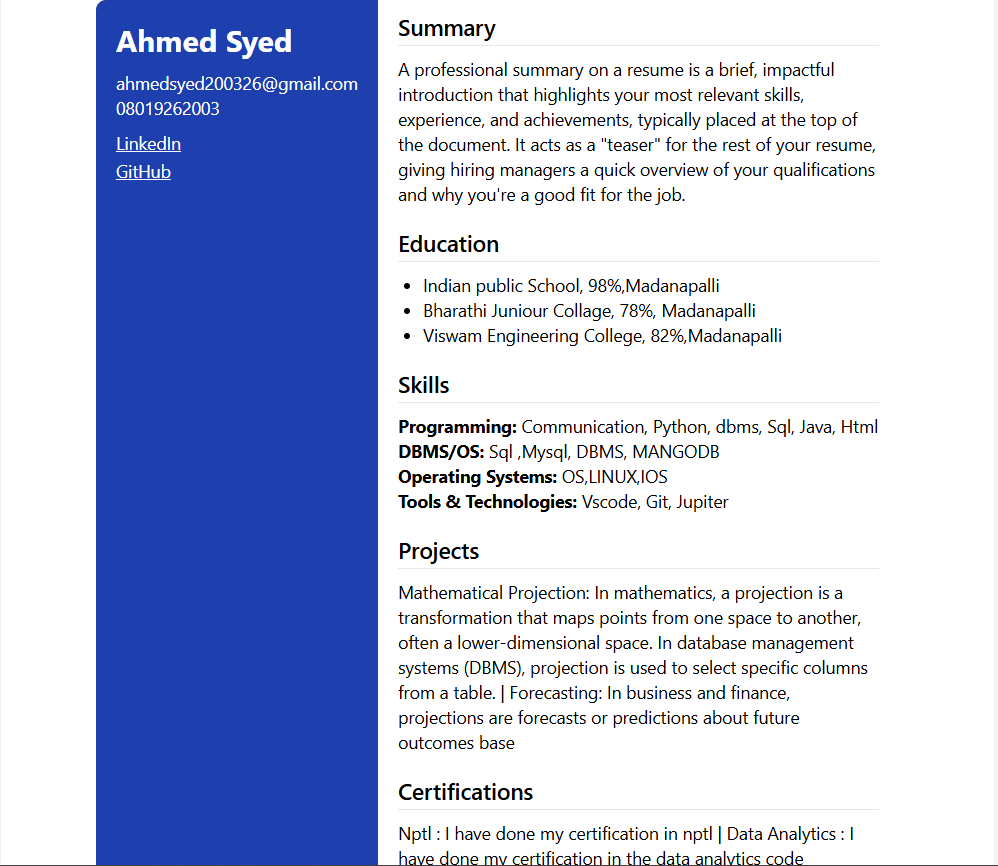 Ahmed Syed
ahmedsyed200326@gmail.com
08019262003
LinkedIn
GitHub
Summary
A professional summary on a resume is a brief, impactful
introduction that highlights your most relevant skills,
experience, and achievements, typically placed at the top of
the document. It acts as a "teaser" for the rest of your resume,
giving hiring managers a quick overview of your qualifications
and why you're a good fit for the job.
Education
• Indian public School, 98%,Madanapalli
• Bharathi Juniour Collage, 78%, Madanapalli
• Viswam Engineering College, 82%,Madanapalli
Skills
Programming: Communication, Python, dbms, Sql, Java, Html
DBMS/OS: Sql ,Mysql, DBMS, MANGODB
Operating Systems: OS,LINUX,IOS
Tools & Technologies: Vscode, Git, Jupiter
Projects
Mathematical Projection: In mathematics, a projection is a
transformation that maps points from one space to another,
often a lower-dimensional space. In database management
systems (DBMS), projection is used to select specific columns
from a table. | Forecasting: In business and finance,
projections are forecasts or predictions about future
outcomes base
Certifications
Nptl : I have done my certification in nptl | Data Analytics : I
have done my certification in the data analytics code